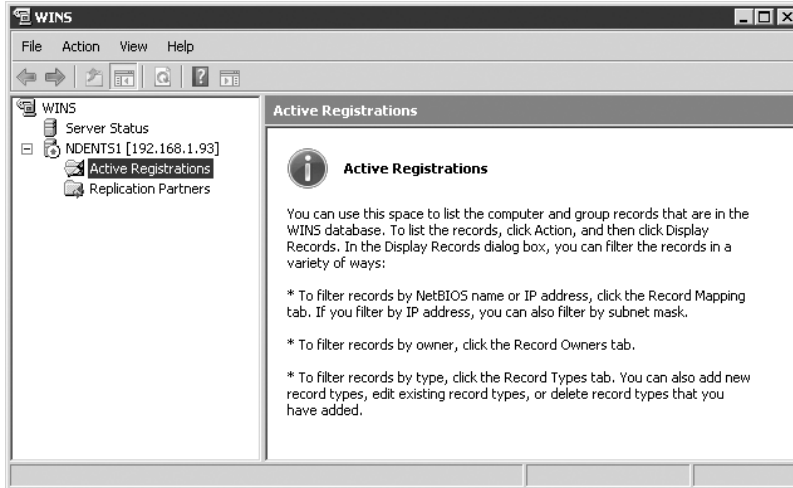 WINS
File Action View Help
WINS
Server Status
NDENTS1 [192.168.1.93]
Active Registrations
Replication Partners
Active Registrations
Active Registrations
You can use this space to list the computer and group records that are in the
WINS database. To list the records, click Action, and then click Display
Records. In the Display Records dialog box, you can filter the records in a
variety of ways:
* To filter records by NetBIOS name or IP address, click the Record Mapping
tab. If you filter by IP address, you can also filter by subnet mask.
* To filter records by owner, click the Record Owners tab.
* To filter records by type, click the Record Types tab. You can also add new
record types, edit existing record types, or delete record types that you
have added.